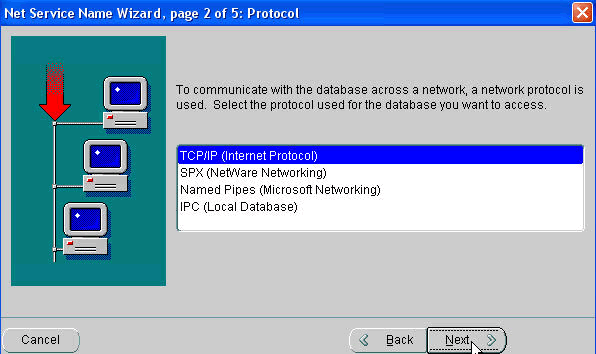 Net Service Name Wizard, page 2 of 5: Protocol
To communicate with the database across a network, a network protocol is
used. Select the protocol used for the database you want to access.
TCP/IP (Internet Protocol)
SPX (NetWare Networking)
Named Pipes (Microsoft Networking)
IPC (Local Database)
Cancel
Back
Next